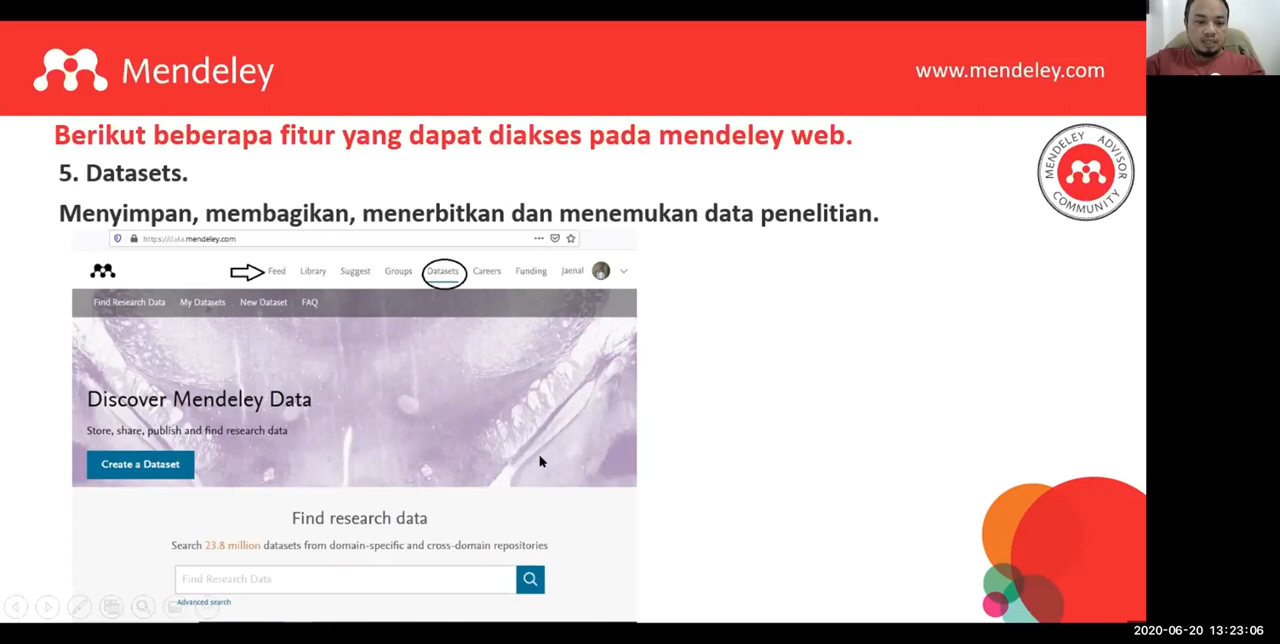 Mendeley
www.mendeley.com
Berikut beberapa fitur yang dapat diakses pada mendeley web.
MENDELEY ADVISOR COMMUNITY
5. Datasets.
Menyimpan, membagikan, menerbitkan dan menemukan data penelitian.
https://data.mendeley.com
Feed Library Suggest Groups Datasets Careers Funding Jaenal
Find Research Data My Datasets New Dataset FAQ
Discover Mendeley Data
Store, share, publish and find research data
Create a Dataset
Find research data
Search 23.8 million datasets from domain-specific and cross-domain repositories
Find Research Data
Advanced search
2020-06-20 13:23:06